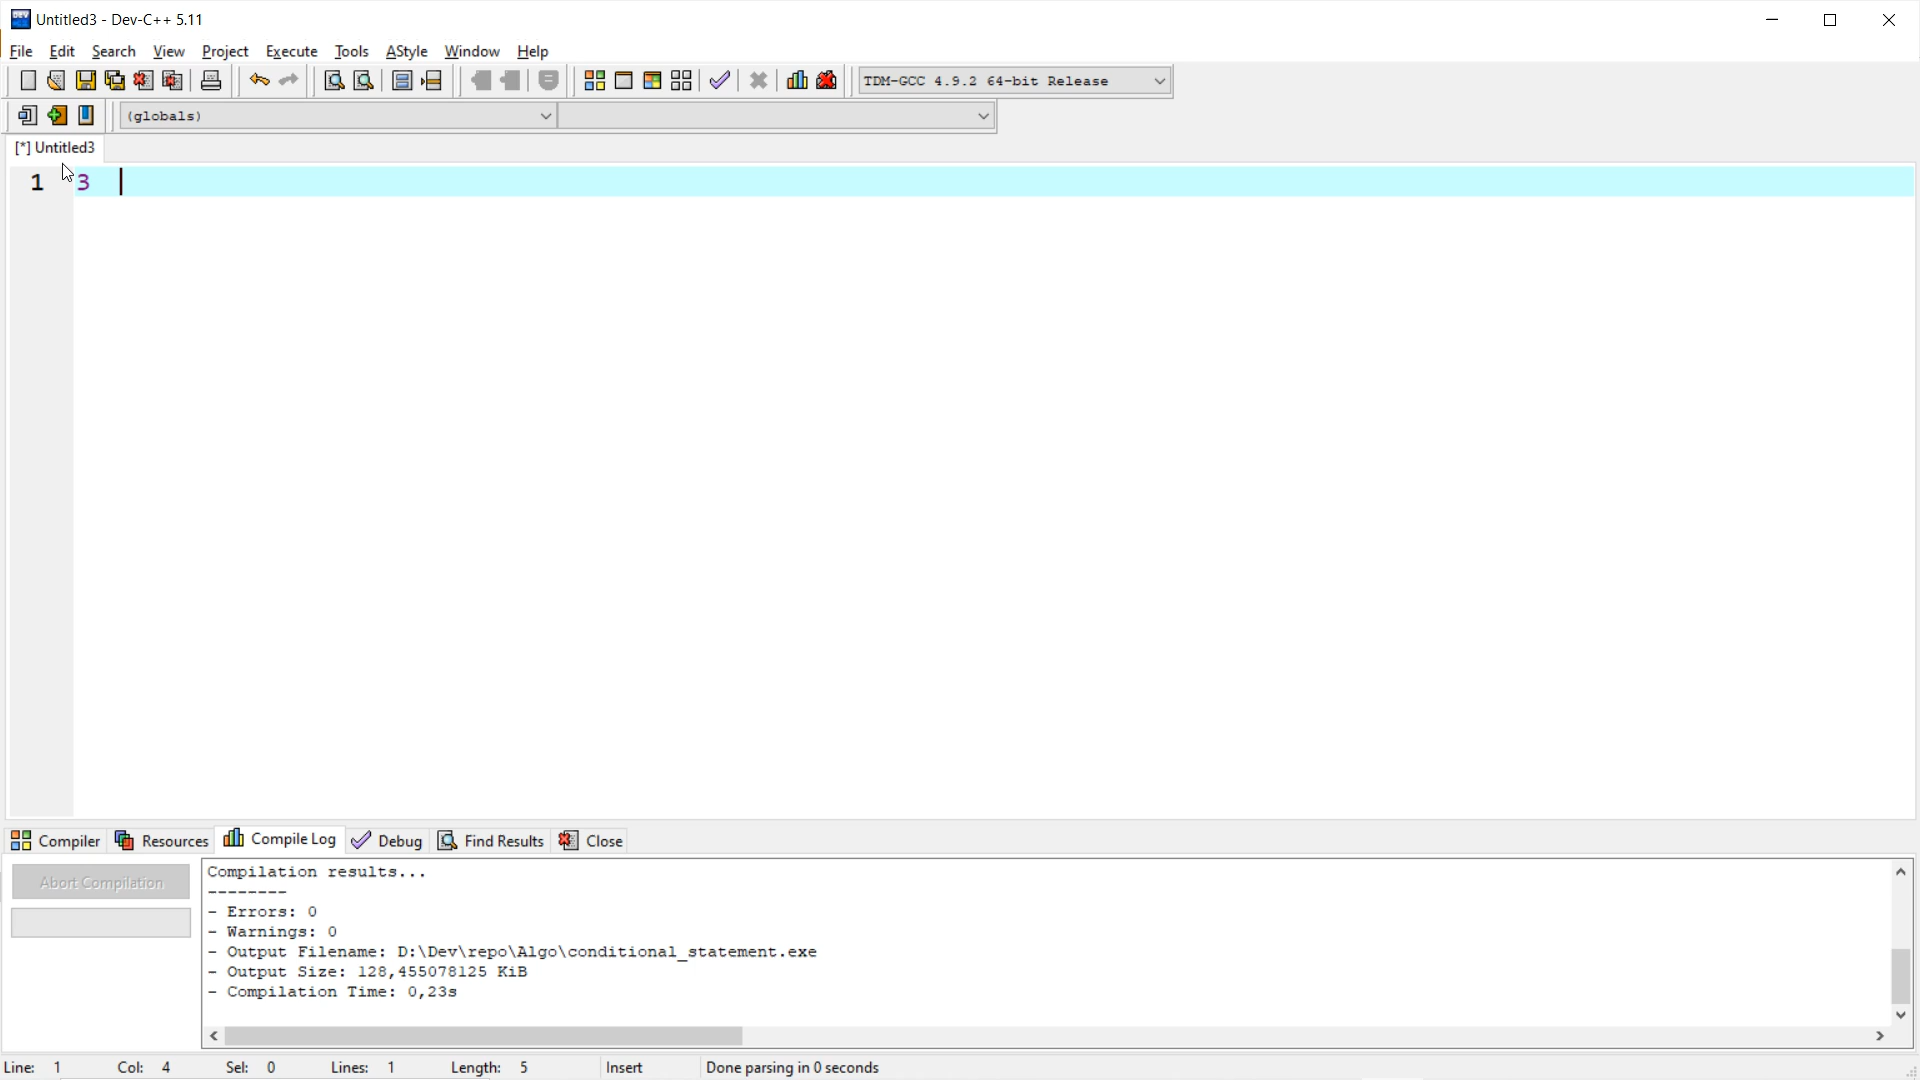 Untitled3 - Dev-C++ 5.11
File Edit Search View Project Execute Tools AStyle Window Help
TDM-GCC 4.9.2 64-bit Release
(globals)
[*] Untitled3
1 3
Compiler Resources Compile Log Debug Find Results Close
Abort Compilation
Compilation results...
--------
- Errors: 0
- Warnings: 0
- Output Filename: D:\Dev\repo\Algo\conditional_statement.exe
- Output Size: 128,455078125 KiB
- Compilation Time: 0,23s
Line: 1 Col: 4 Sel: 0 Lines: 1 Length: 5 Insert Done parsing in 0 seconds